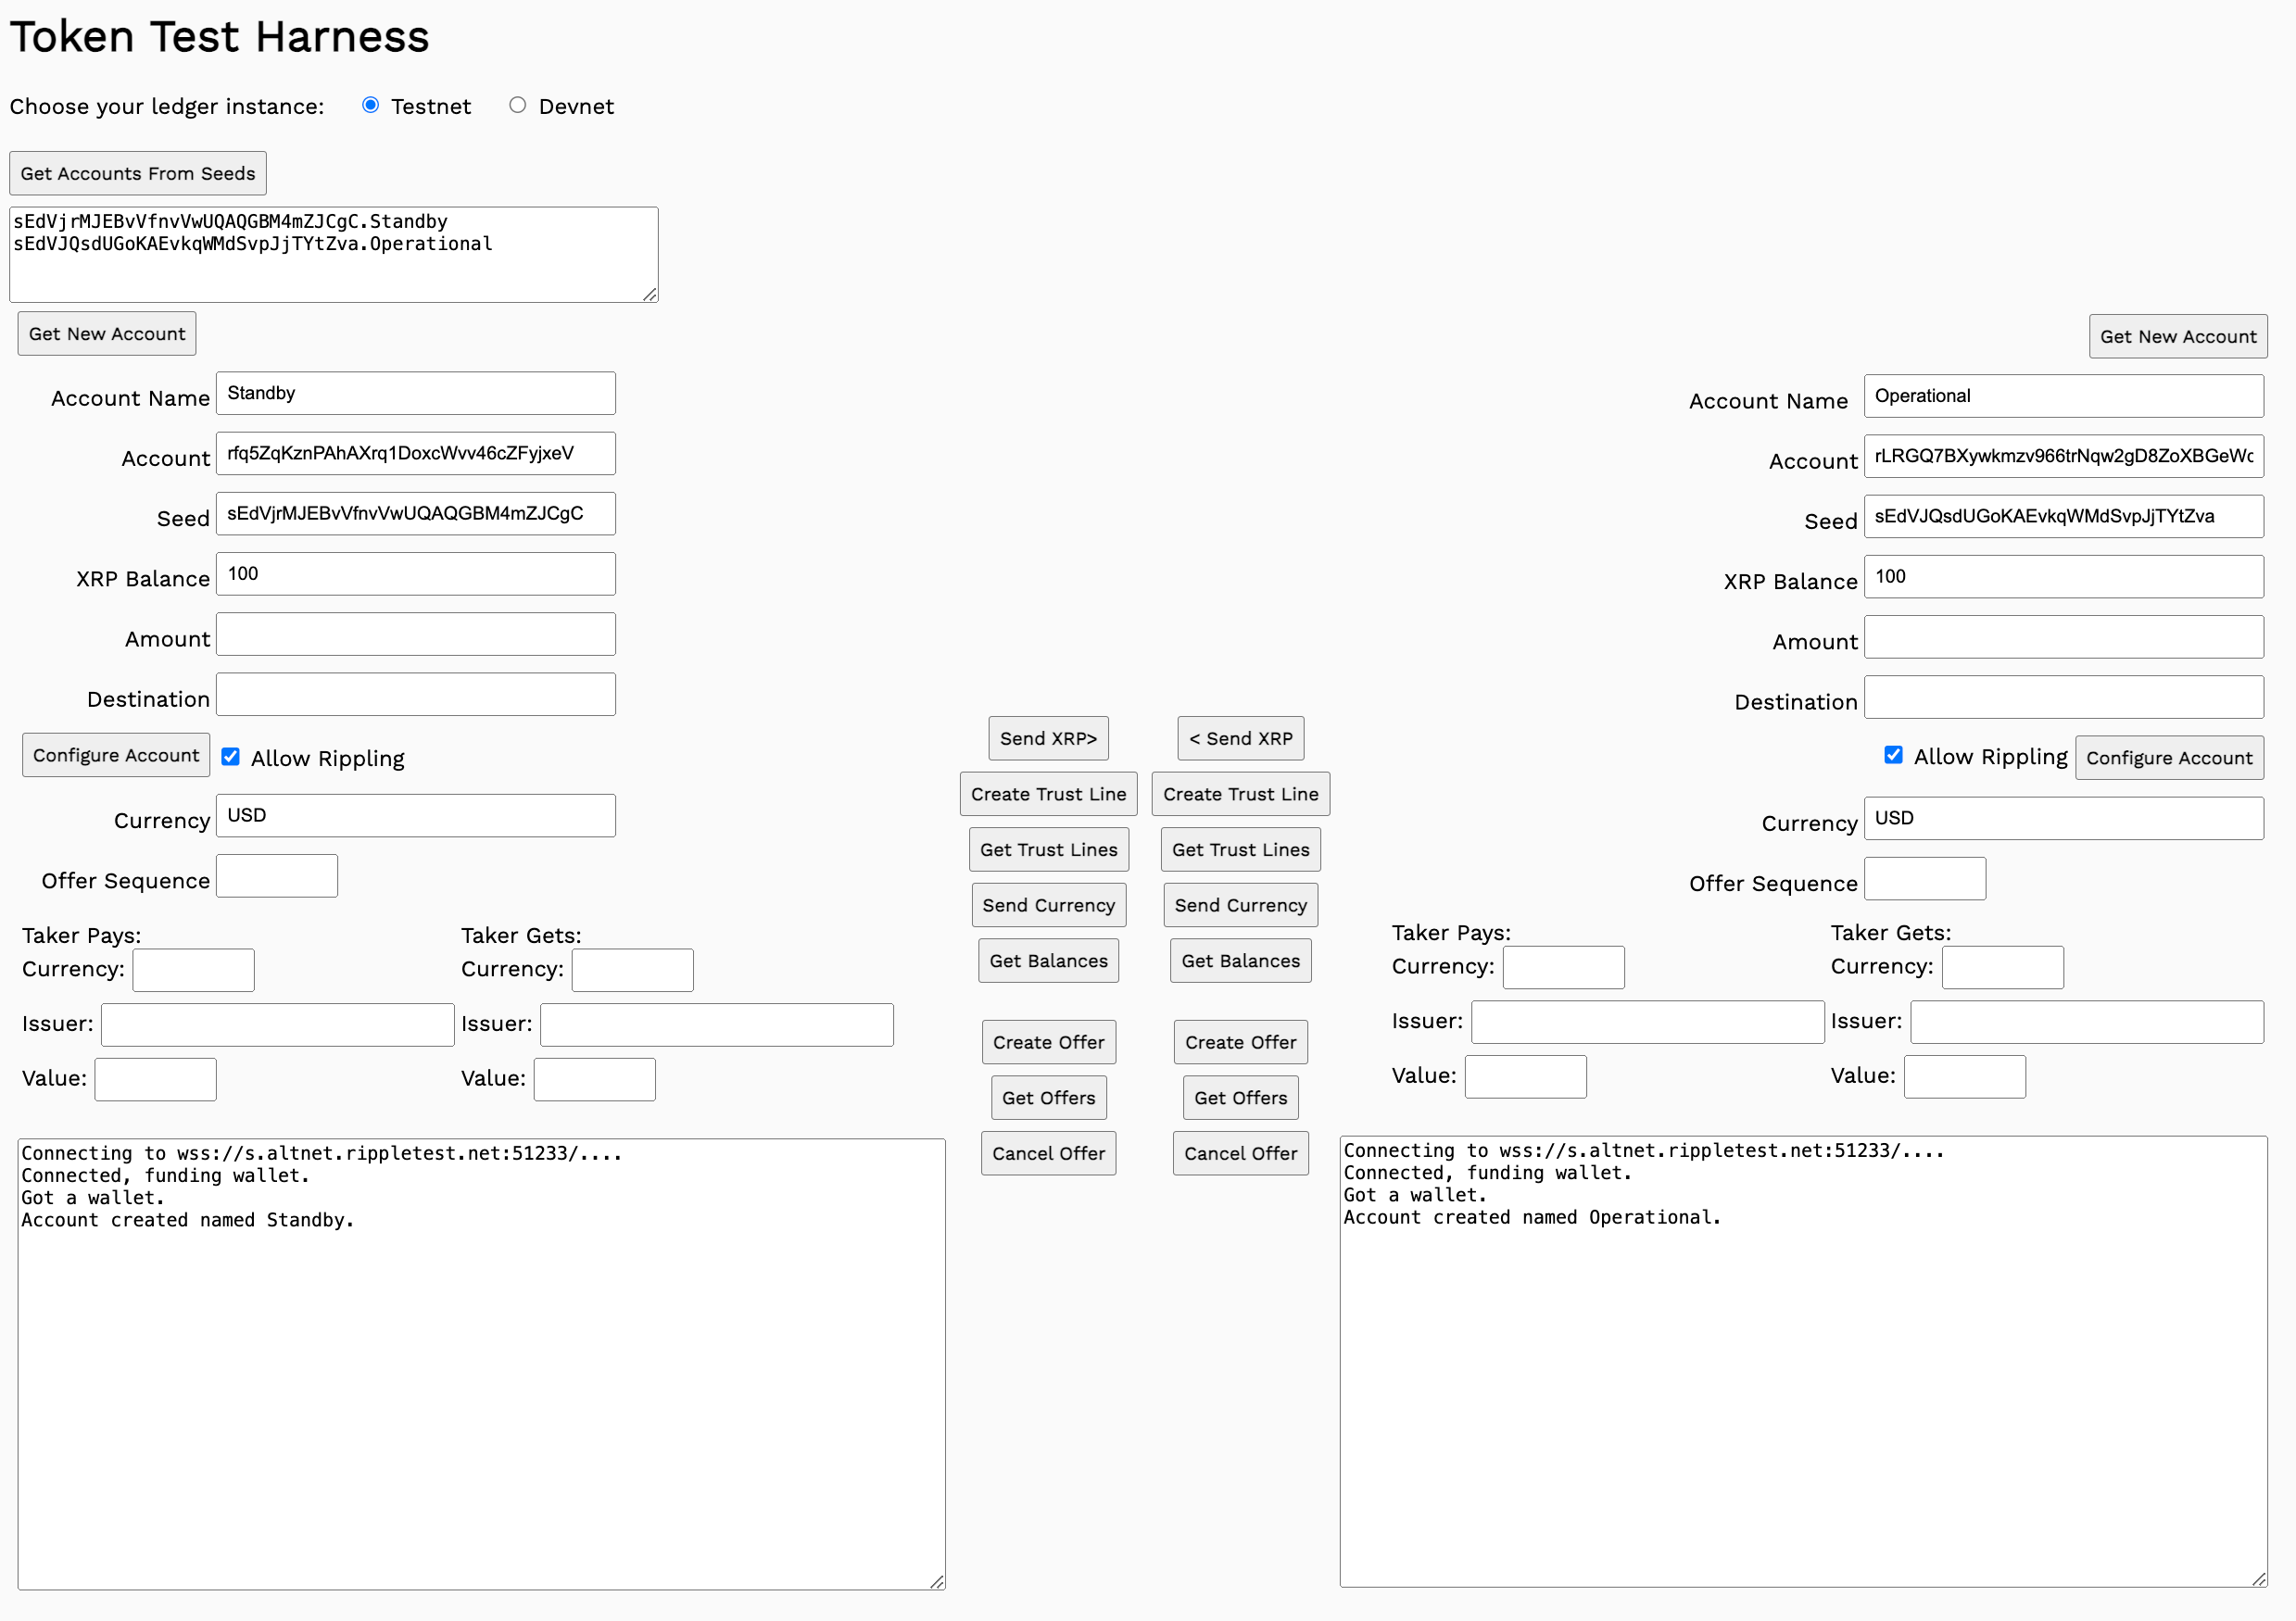 Token Test Harness
Choose your ledger instance: Testnet Devnet
Get Accounts From Seeds
sEdVjrMJEBvVfnvVwUQAQGBM4mZJCgC.Standby
sEdVJQsdUGoKAEvkqWMdSvpJjTYtZva.Operational
Get New Account
Account Name Standby
Account rfq5ZqKznPAhAXrq1DoxcWvv46cZFyjxeV
Seed sEdVjrMJEBvVfnvVwUQAQGBM4mZJCgC
XRP Balance 100
Amount
Destination
Configure Account Allow Rippling
Currency USD
Offer Sequence
Taker Pays: Taker Gets:
Currency: Currency:
Issuer: Issuer:
Value: Value:
Connecting to wss://s.altnet.rippletest.net:51233/....
Connected, funding wallet.
Got a wallet.
Account created named Standby.
Send XRP> < Send XRP
Create Trust Line Create Trust Line
Get Trust Lines Get Trust Lines
Send Currency Send Currency
Get Balances Get Balances
Create Offer Create Offer
Get Offers Get Offers
Cancel Offer Cancel Offer
Get New Account
Account Name Operational
Account rLRGQ7BXywkmzv966trNqw2gD8ZoXBGeWc
Seed sEdVJQsdUGoKAEvkqWMdSvpJjTYtZva
XRP Balance 100
Amount
Destination
Allow Rippling Configure Account
Currency USD
Offer Sequence
Taker Pays: Taker Gets:
Currency: Currency:
Issuer: Issuer:
Value: Value:
Connecting to wss://s.altnet.rippletest.net:51233/....
Connected, funding wallet.
Got a wallet.
Account created named Operational.